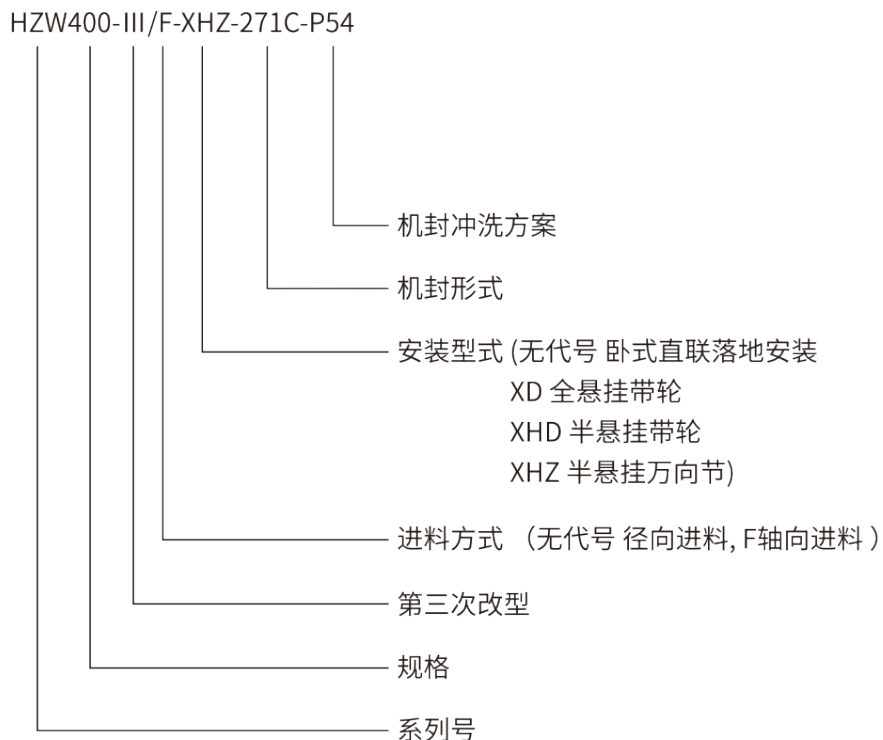 HZW400-III/F-XHZ-271C-P54
机封冲洗方案
机封形式
安装型式 (无代号 卧式直联落地安装
XD 全悬挂带轮
XHD 半悬挂带轮
XHZ 半悬挂万向节)
进料方式 （无代号 径向进料, F轴向进料 ）
第三次改型
规格
系列号